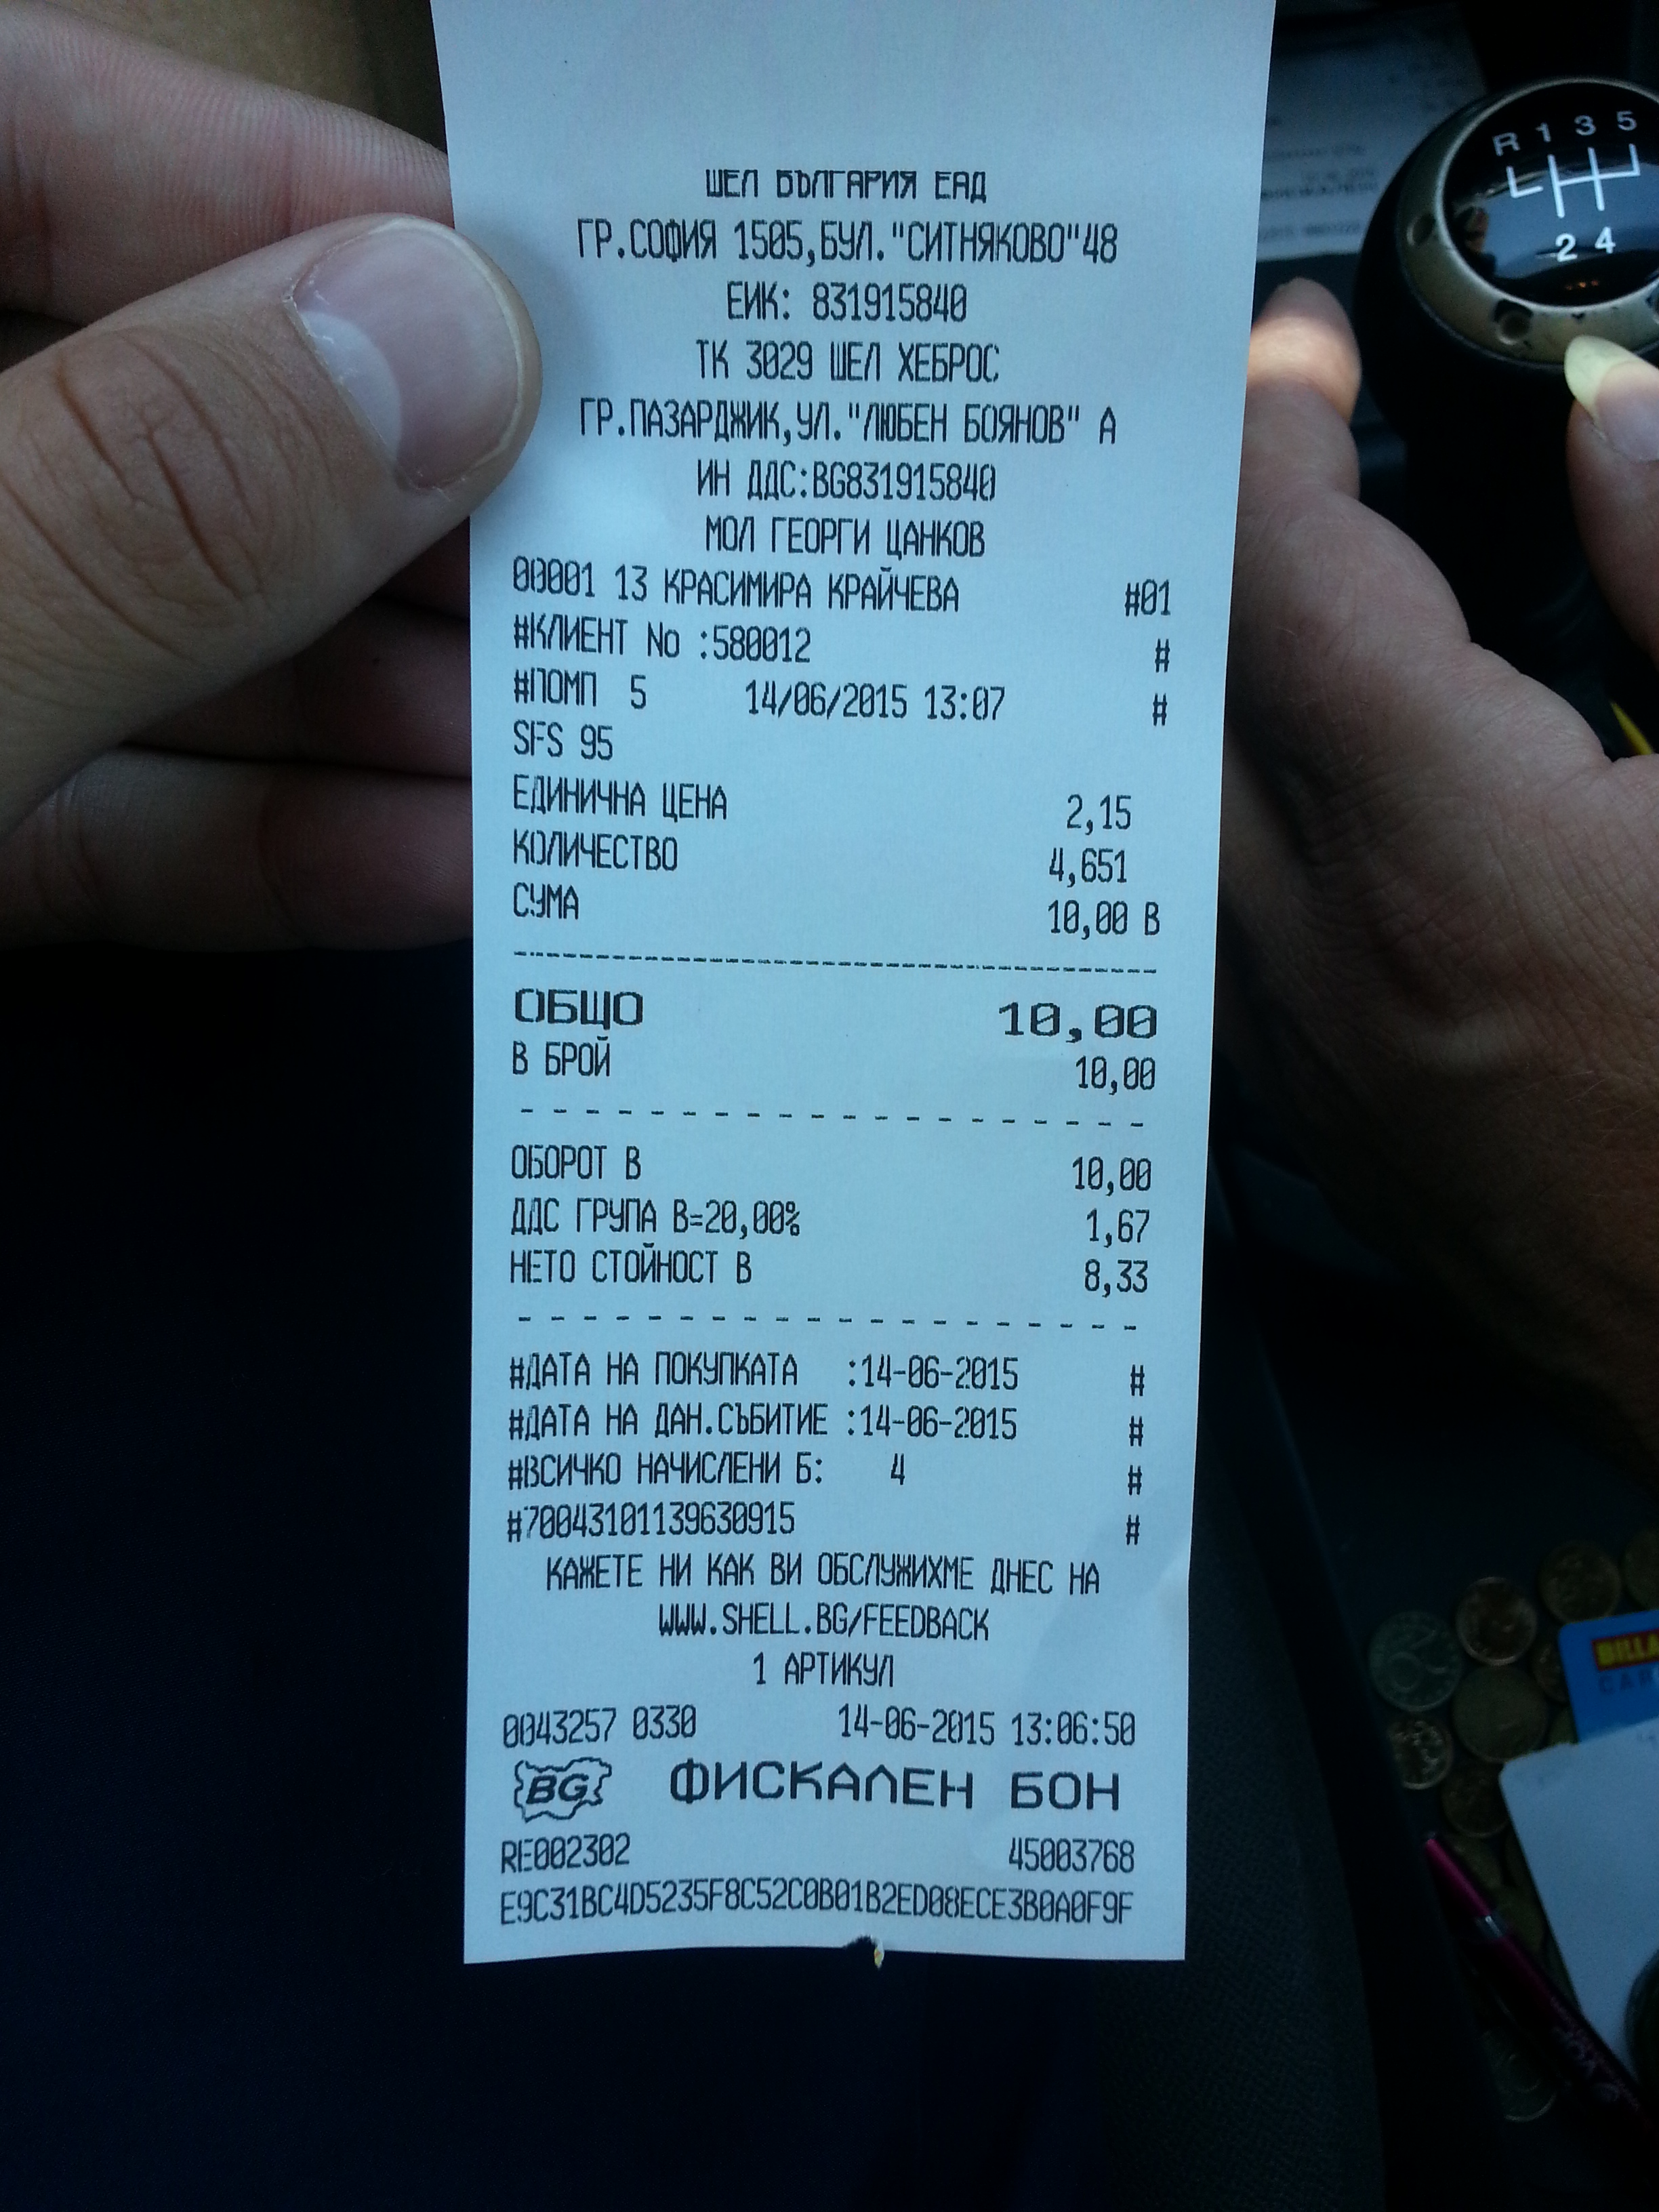 ШЕЛ БЪЛГАРИЯ ЕАД
ГР.СОФИЯ 1505,БУЛ."СИТНЯКОВО"48
ЕИК: 831915840
ТК 3029 ШЕЛ ХЕБРОС
ГР.ПАЗАРДЖИК,УЛ."ЛЮБЕН БОЯНОВ" А
ИН ДДС:BG831915840
МОЛ ГЕОРГИ ЦАНКОВ
00001 13 КРАСИМИРА КРАЙЧЕВА #01
#КЛИЕНТ No :580012 #
#ПОМП 5 14/06/2015 13:07 #
SFS 95
ЕДИНИЧНА ЦЕНА 2,15
КОЛИЧЕСТВО 4,651
СУМА 10,00 В
ОБЩО 10,00
В БРОЙ 10,00
ОБОРОТ В 10,00
ДДС ГРУПА В=20,00% 1,67
НЕТО СТОЙНОСТ В 8,33
#ДАТА НА ПОКУПКАТА :14-06-2015 #
#ДАТА НА ДАН.СЪБИТИЕ :14-06-2015 #
#ВСИЧКО НАЧИСЛЕНИ Б: 4 #
#70043101139630915 #
КАЖЕТЕ НИ КАК ВИ ОБСЛУЖИХМЕ ДНЕС НА
WWW.SHELL.BG/FEEDBACK
1 АРТИКУЛ
0043257 0330 14-06-2015 13:06:50
BG ФИСКАЛЕН БОН
RE002302 45003768
E9C31BC4D5235F8C52C0B01B2ED08ECE3B0A0F9F
R 1 3 5
2 4
BILLA